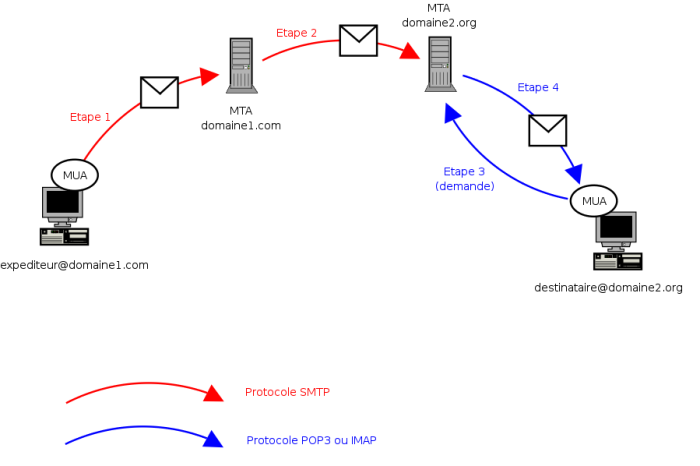 MTA
domaine2.org
Etape 2
Etape 4
MTA
domaine1.com
Etape 1
Etape 3
(demande)
MUA
MUA
expediteur@domaine1.com
destinataire@domaine2.org
Protocole SMTP
Protocole POP3 ou IMAP